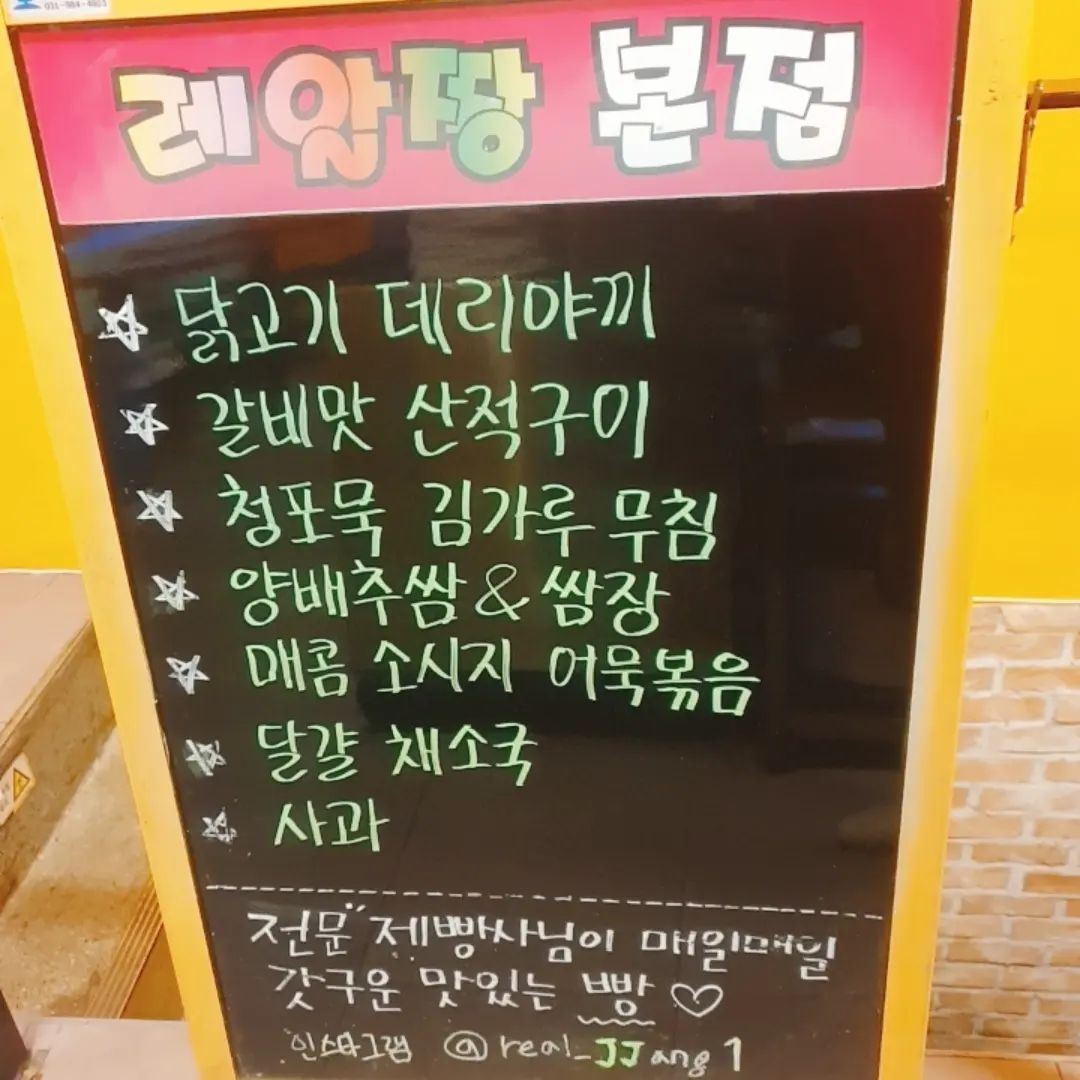 031-984-4803
레알짱 본점
닭고기 데리야끼
갈비맛 산적구이
청포묵 김가루 무침
양배추쌈 & 쌈장
매콤 소시지 어묵볶음
달걀 채소국
사과
전문 제빵사님이 매일매일
갓구운 맛있는 빵♡
인스타그램 @real_JJang1